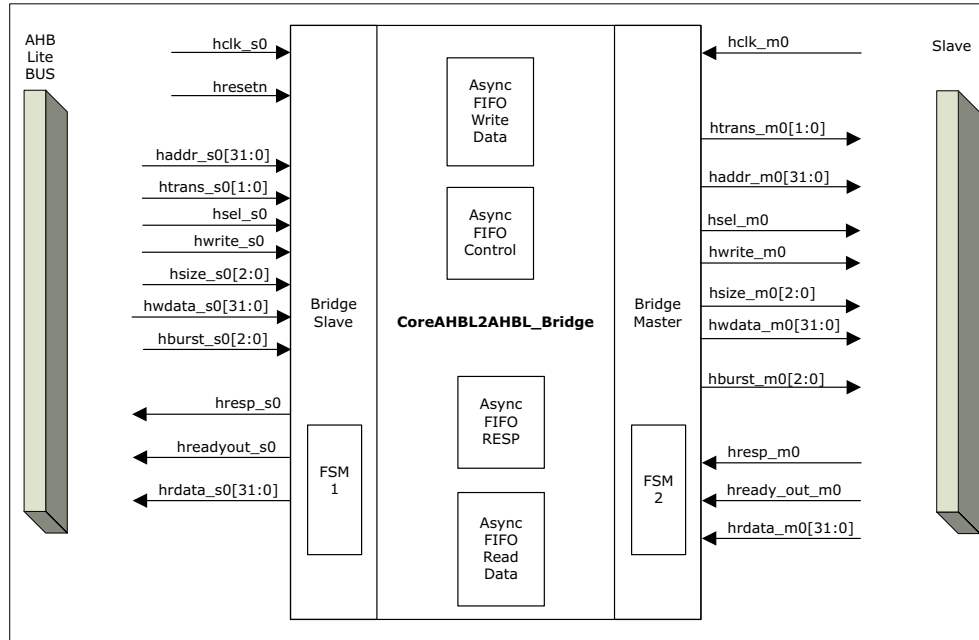 AHB
Lite
BUS
hclk_s0
hresetn
haddr_s0[31:0]
htrans_s0[1:0]
hsel_s0
hwrite_s0
hsize_s0[2:0]
hwdata_s0[31:0]
hburst_s0[2:0]
hresp_s0
hreadyout_s0
hrdata_s0[31:0]
Bridge
Slave
FSM
1
Async
FIFO
Write
Data
Async
FIFO
Control
CoreAHBL2AHBL_Bridge
Async
FIFO
RESP
Async
FIFO
Read
Data
Bridge
Master
FSM
2
hclk_m0
htrans_m0[1:0]
haddr_m0[31:0]
hsel_m0
hwrite_m0
hsize_m0[2:0]
hwdata_m0[31:0]
hburst_m0[2:0]
hresp_m0
hready_out_m0
hrdata_m0[31:0]
Slave